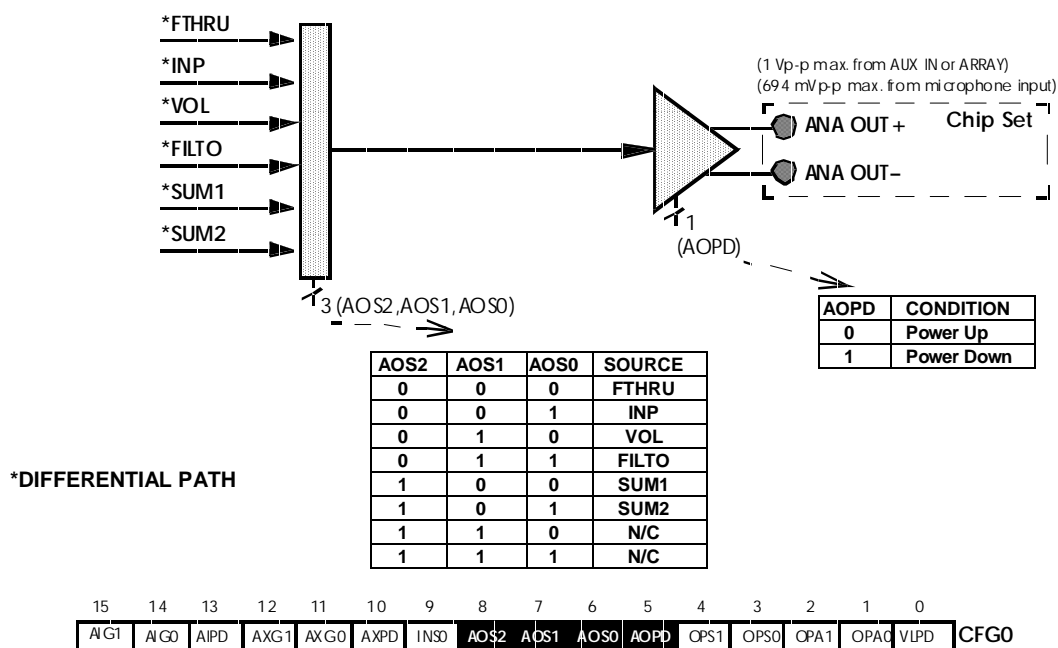 *FTHRU
*INP
*VOL
*FILTO
*SUM1
*SUM2
(1 Vp-p max. from AUX IN or ARRAY)
(694 mVp-p max. from microphone input)
ANA OUT+ Chip Set
ANA OUT–
1
(AOPD)
3 (AOS2,AOS1,AOS0)
AOPD CONDITION
0 Power Up
1 Power Down
AOS2 AOS1 AOS0 SOURCE
0 0 0 FTHRU
0 0 1 INP
0 1 0 VOL
0 1 1 FILTO
1 0 0 SUM1
1 0 1 SUM2
1 1 0 N/C
1 1 1 N/C
*DIFFERENTIAL PATH
15 14 13 12 11 10 9 8 7 6 5 4 3 2 1 0
AIG1 AIG0 AIPD AXG1 AXG0 AXPD INS0 AOS2 AOS1 AOS0 AOPD OPS1 OPS0 OPA1 OPA0 VLPD CFG0